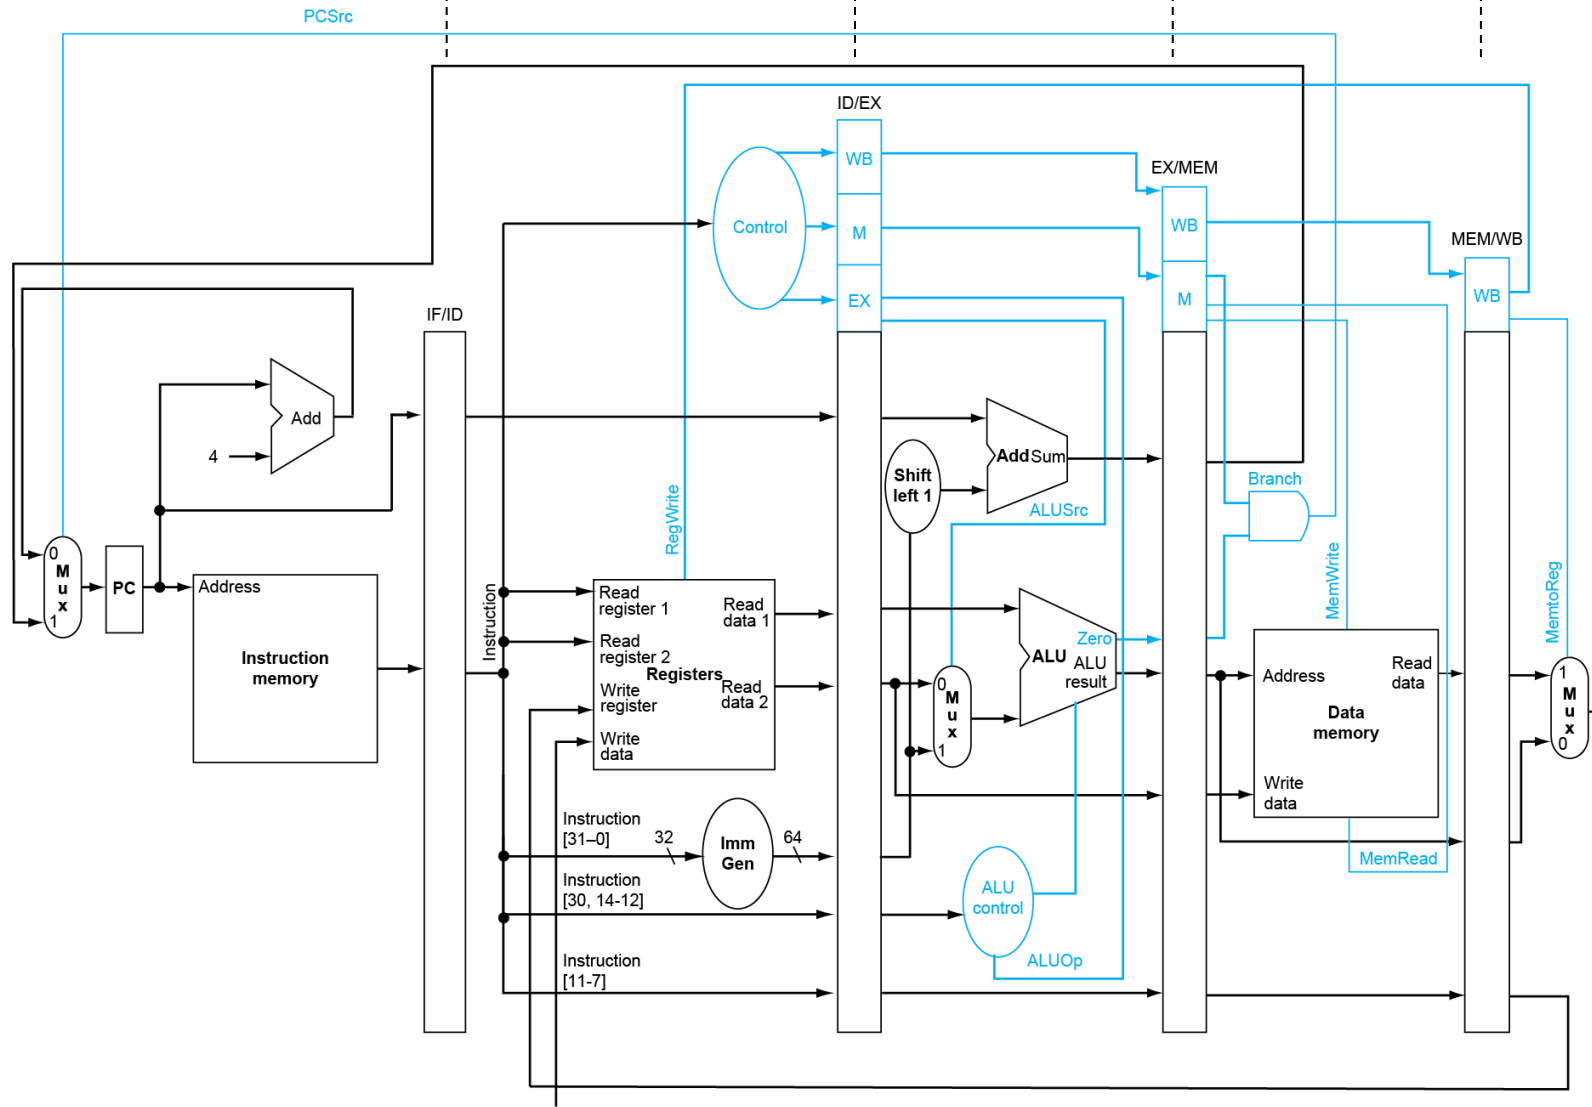 PCSrc
ID/EX
WB
EX/MEM
Control
M
WB
MEM/WB
EX
M
WB
IF/ID
Add
4
Shift
left 1
Add Sum
Branch
ALUSrc
RegWrite
MemWrite
MemtoReg
0
M
u
x
1
PC
Address
Instruction
memory
Instruction
Read
register 1
Read
data 1
Read
register 2
Registers
Write
register
Read
data 2
Write
data
0
M
u
x
1
Zero
ALU
ALU
result
Address
Read
data
Data
memory
Write
data
1
M
u
x
0
MemRead
Instruction
[31–0]
32
Imm
Gen
64
Instruction
[30, 14-12]
ALU
control
ALUOp
Instruction
[11-7]